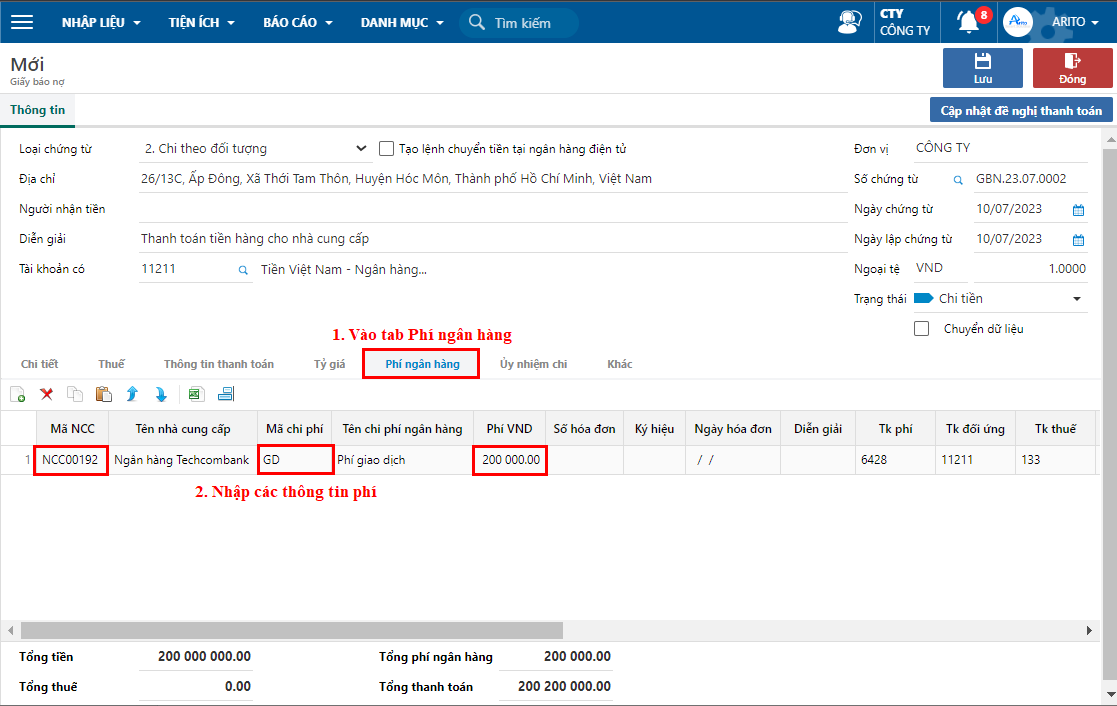 NHẬP LIỆU TIỆN ÍCH BÁO CÁO DANH MỤC Tìm kiếm CTY CÔNG TY 8 Arito ARITO
Mới
Giấy báo nợ
Lưu Đóng
Thông tin Cập nhật đề nghị thanh toán
Loại chứng từ 2. Chi theo đối tượng Tạo lệnh chuyển tiền tại ngân hàng điện tử Đơn vị CÔNG TY
Địa chỉ 26/13C, Ấp Đông, Xã Thới Tam Thôn, Huyện Hóc Môn, Thành phố Hồ Chí Minh, Việt Nam Số chứng từ GBN.23.07.0002
Người nhận tiền Ngày chứng từ 10/07/2023
Diễn giải Thanh toán tiền hàng cho nhà cung cấp Ngày lập chứng từ 10/07/2023
Tài khoản có 11211 Tiền Việt Nam - Ngân hàng... Ngoại tệ VND 1.0000
Trạng thái Chi tiền
Chuyển dữ liệu
1. Vào tab Phí ngân hàng
Chi tiết Thuế Thông tin thanh toán Tỷ giá Phí ngân hàng Ủy nhiệm chi Khác
Mã NCC Tên nhà cung cấp Mã chi phí Tên chi phí ngân hàng Phí VND Số hóa đơn Ký hiệu Ngày hóa đơn Diễn giải Tk phí Tk đối ứng Tk thuế
1 NCC00192 Ngân hàng Techcombank GD Phí giao dịch 200 000.00 / / 6428 11211 133
2. Nhập các thông tin phí
Tổng tiền 200 000 000.00 Tổng phí ngân hàng 200 000.00
Tổng thuế 0.00 Tổng thanh toán 200 200 000.00